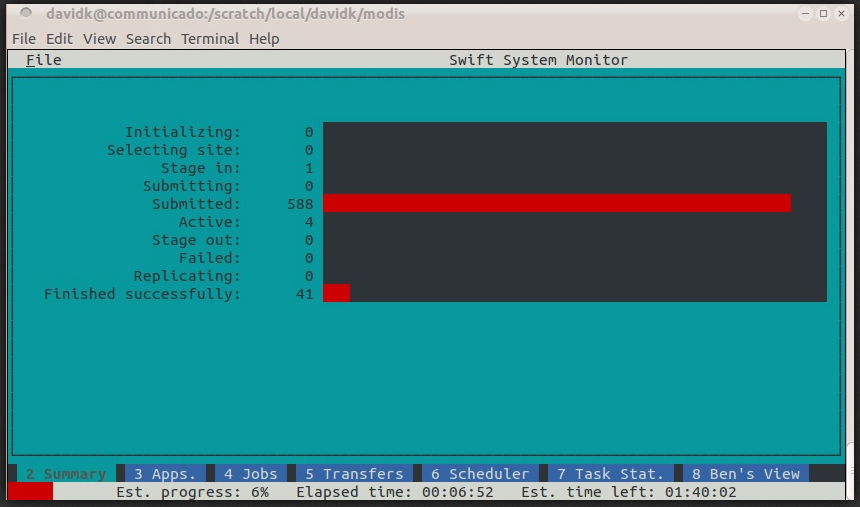 davidk@communicado:/scratch/local/davidk/modis
File Edit View Search Terminal Help
File Swift System Monitor
Initializing: 0
Selecting site: 0
Stage in: 1
Submitting: 0
Submitted: 588
Active: 4
Stage out: 0
Failed: 0
Replicating: 0
Finished successfully: 41
2 Summary 3 Apps. 4 Jobs 5 Transfers 6 Scheduler 7 Task Stat. 8 Ben's View
Est. progress: 6% Elapsed time: 00:06:52 Est. time left: 01:40:02